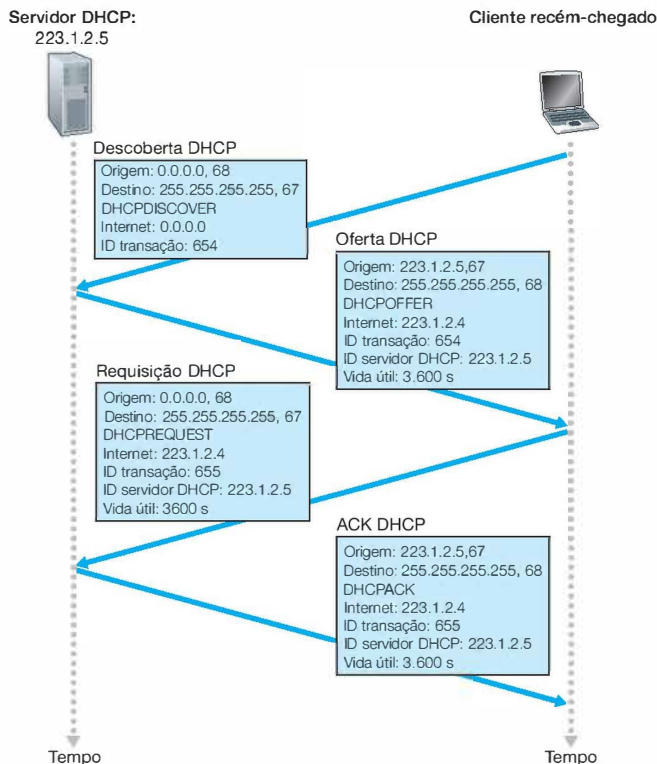 Servidor DHCP:
223.1.2.5
Cliente recém-chegado
Descoberta DHCP
Origem: 0.0.0.0, 68
Destino: 255.255.255.255, 67
DHCPDISCOVER
Internet: 0.0.0.0
ID transação: 654
Oferta DHCP
Origem: 223.1.2.5,67
Destino: 255.255.255.255, 68
DHCPOFFER
Internet: 223.1.2.4
ID transação: 654
ID servidor DHCP: 223.1.2.5
Vida útil: 3.600 s
Requisição DHCP
Origem: 0.0.0.0, 68
Destino: 255.255.255.255, 67
DHCPREQUEST
Internet: 223.1.2.4
ID transação: 655
ID servidor DHCP: 223.1.2.5
Vida útil: 3600 s
ACK DHCP
Origem: 223.1.2.5,67
Destino: 255.255.255.255, 68
DHCPACK
Internet: 223.1.2.4
ID transação: 655
ID servidor DHCP: 223.1.2.5
Vida útil: 3.600 s
Tempo
Tempo